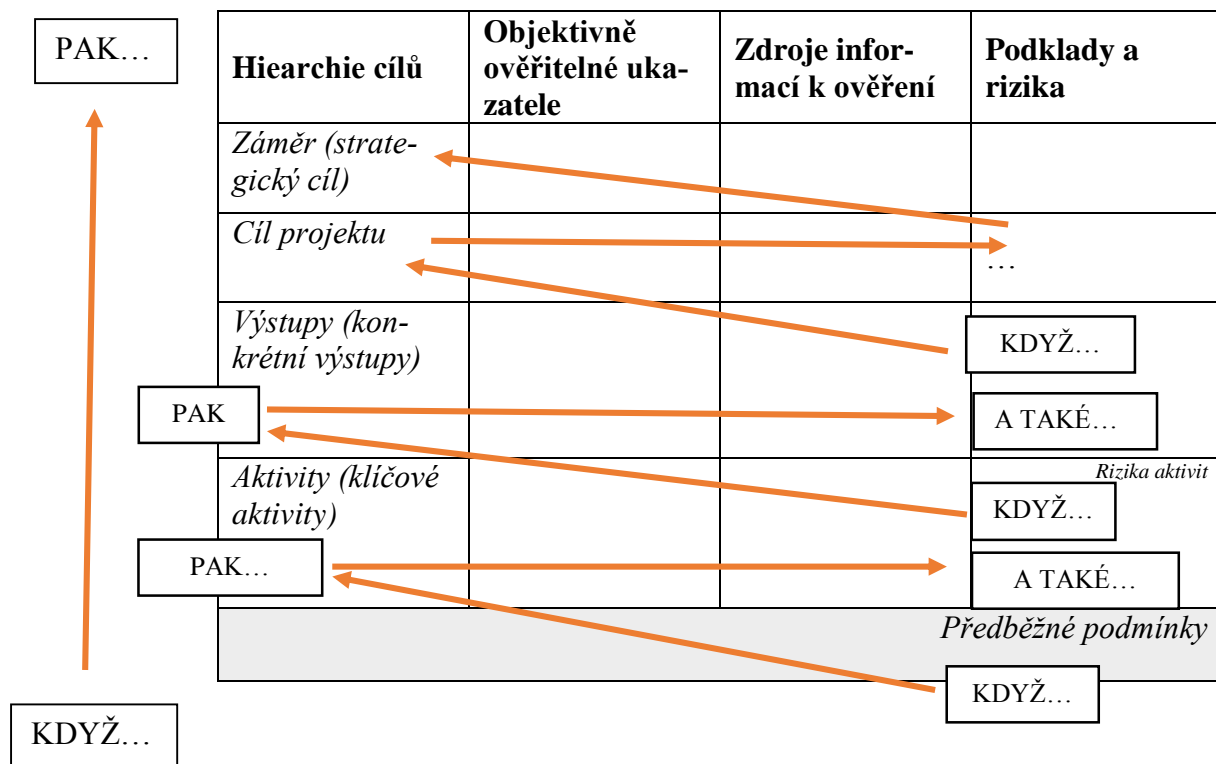 PAK…
Hiearchie cílů
Objektivně
ověřitelné uka-
zatele
Zdroje infor-
mací k ověření
Podklady a
rizika
Záměr (strate-
gický cíl)
Cíl projektu
…
Výstupy (kon-
krétní výstupy)
KDYŽ…
PAK
A TAKÉ…
Aktivity (klíčové
aktivity)
Rizika aktivit
KDYŽ…
PAK…
A TAKÉ…
Předběžné podmínky
KDYŽ…
KDYŽ…